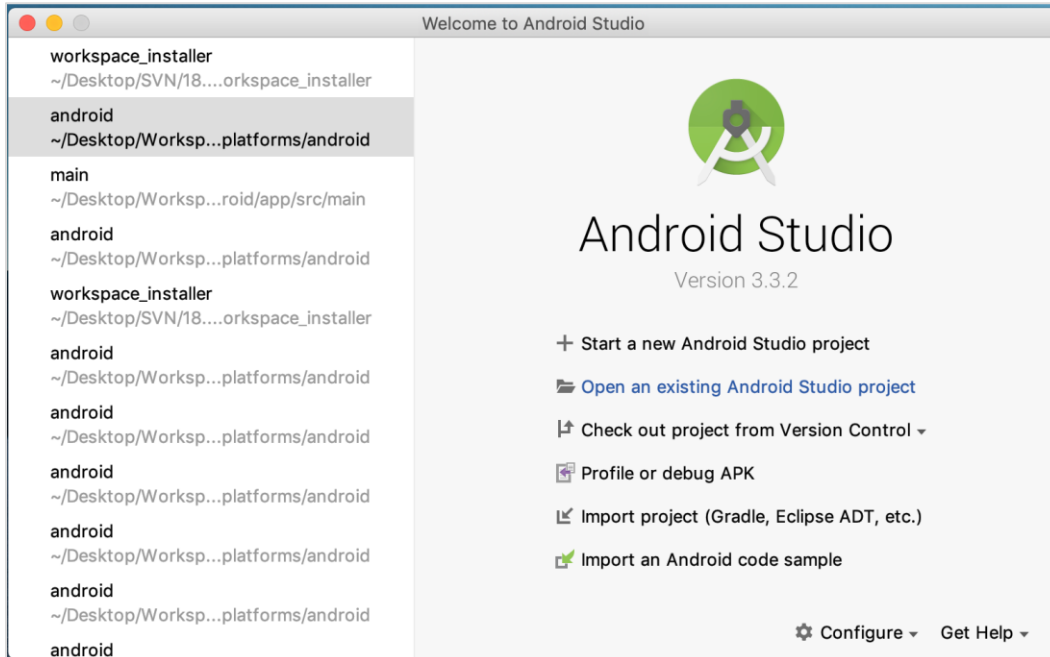 Welcome to Android Studio
workspace_installer
~/Desktop/SVN/18....orkspace_installer
android
~/Desktop/Worksp...platforms/android
main
~/Desktop/Worksp...roid/app/src/main
android
~/Desktop/Worksp...platforms/android
workspace_installer
~/Desktop/SVN/18....orkspace_installer
android
~/Desktop/Worksp...platforms/android
android
~/Desktop/Worksp...platforms/android
android
~/Desktop/Worksp...platforms/android
android
~/Desktop/Worksp...platforms/android
android
~/Desktop/Worksp...platforms/android
android
Android Studio
Version 3.3.2
Start a new Android Studio project
Open an existing Android Studio project
Check out project from Version Control
Profile or debug APK
Import project (Gradle, Eclipse ADT, etc.)
Import an Android code sample
Configure Get Help